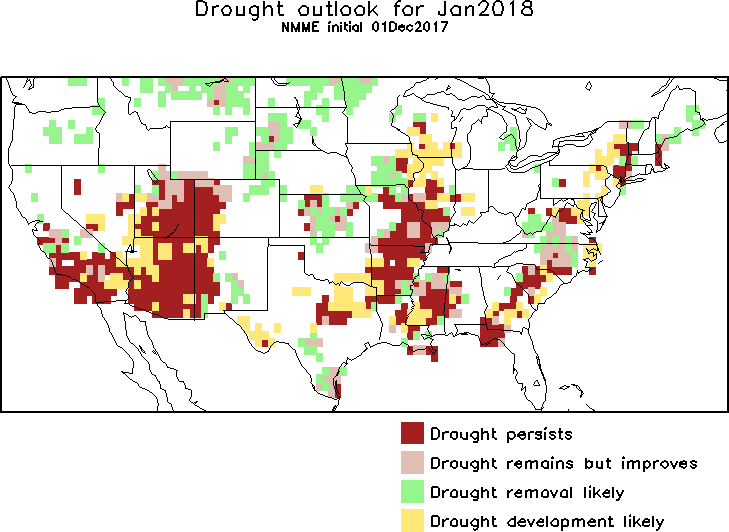 Drought outlook for Jan2018
NMME initial 01Dec2017
Drought persists
Drought remains but improves
Drought removal likely
Drought development likely